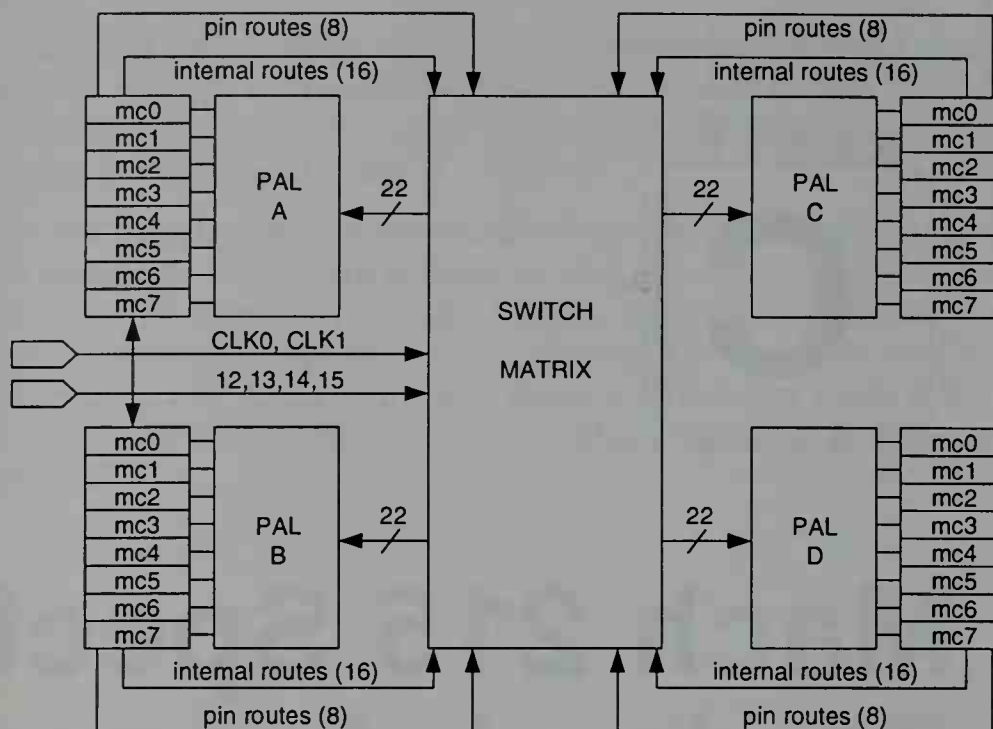 pin routes (8)
pin routes (8)
internal routes (16)
internal routes (16)
mc0
mc1
mc2
mc3
mc4
mc5
mc6
mc7
PAL
A
22
22
PAL
C
mc0
mc1
mc2
mc3
mc4
mc5
mc6
mc7
SWITCH
MATRIX
CLK0, CLK1
12,13,14,15
mc0
mc1
mc2
mc3
mc4
mc5
mc6
mc7
PAL
B
22
22
PAL
D
mc0
mc1
mc2
mc3
mc4
mc5
mc6
mc7
internal routes (16)
internal routes (16)
pin routes (8)
pin routes (8)